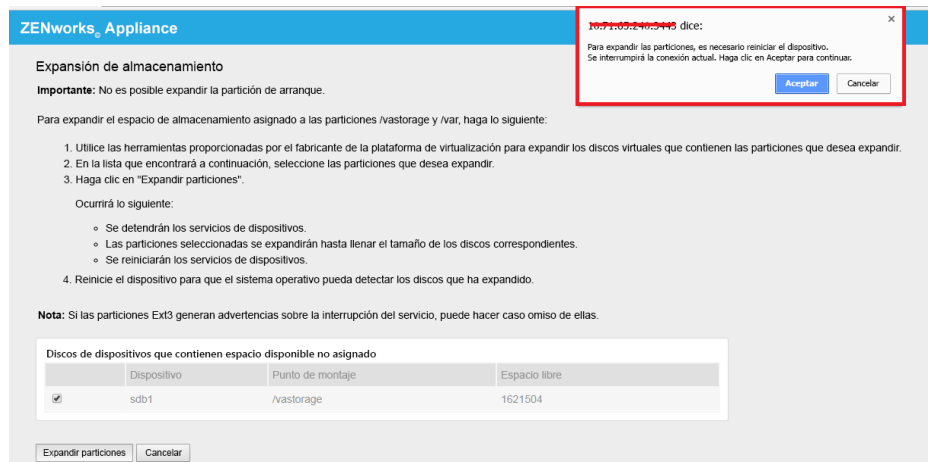 ZENworks® Appliance
10.71.65.246:9443 dice:
Para expandir las particiones, es necesario reiniciar el dispositivo.
Se interrumpirá la conexión actual. Haga clic en Aceptar para continuar.
Aceptar Cancelar
Expansión de almacenamiento
Importante: No es posible expandir la partición de arranque.
Para expandir el espacio de almacenamiento asignado a las particiones /vastorage y /var, haga lo siguiente:
1. Utilice las herramientas proporcionadas por el fabricante de la plataforma de virtualización para expandir los discos virtuales que contienen las particiones que desea expandir.
2. En la lista que encontrará a continuación, seleccione las particiones que desea expandir.
3. Haga clic en "Expandir particiones".
Ocurrirá lo siguiente:
Se detendrán los servicios de dispositivos.
Las particiones seleccionadas se expandirán hasta llenar el tamaño de los discos correspondientes.
Se reiniciarán los servicios de dispositivos.
4. Reinicie el dispositivo para que el sistema operativo pueda detectar los discos que ha expandido.
Nota: Si las particiones Ext3 generan advertencias sobre la interrupción del servicio, puede hacer caso omiso de ellas.
Discos de dispositivos que contienen espacio disponible no asignado
Dispositivo Punto de montaje Espacio libre
sdb1 /vastorage 1621504
Expandir particiones Cancelar